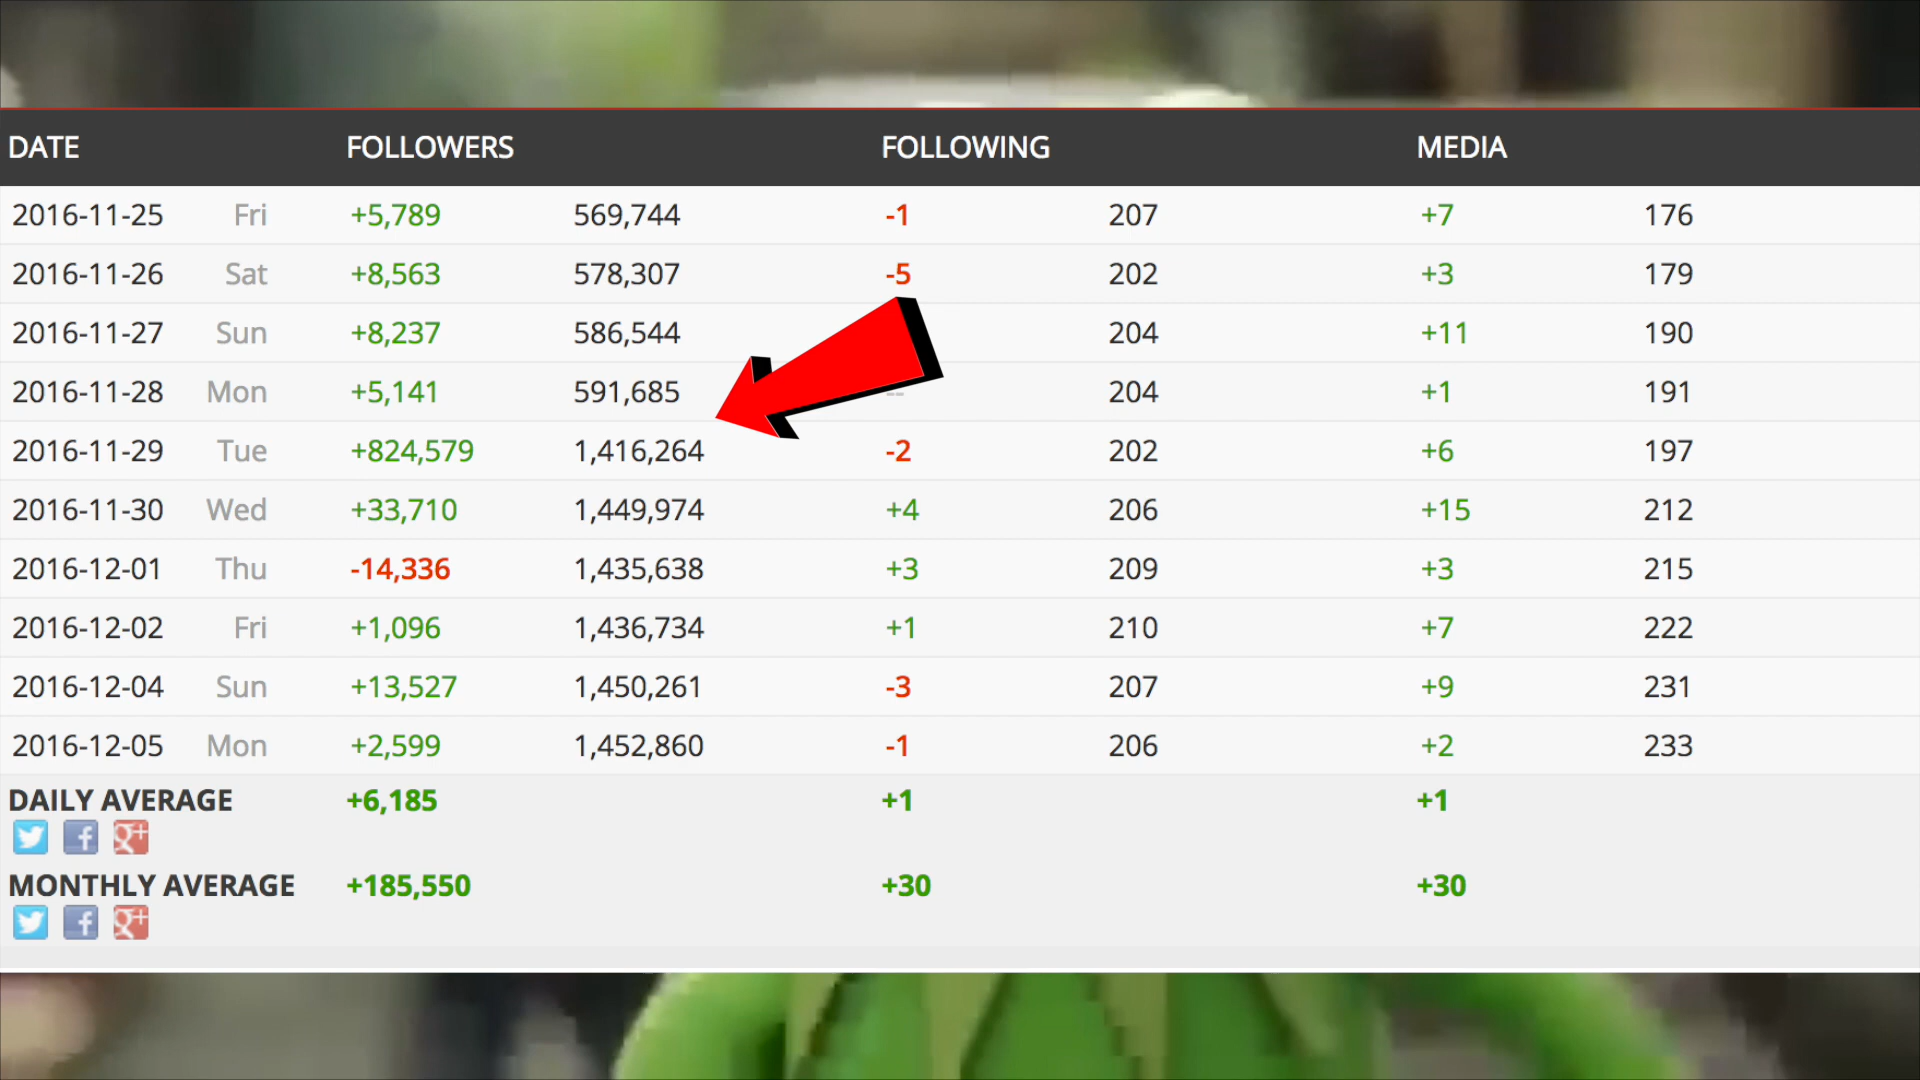 DATE FOLLOWERS FOLLOWING MEDIA
2016-11-25 Fri +5,789 569,744 -1 207 +7 176
2016-11-26 Sat +8,563 578,307 -5 202 +3 179
2016-11-27 Sun +8,237 586,544 204 +11 190
2016-11-28 Mon +5,141 591,685 -- 204 +1 191
2016-11-29 Tue +824,579 1,416,264 -2 202 +6 197
2016-11-30 Wed +33,710 1,449,974 +4 206 +15 212
2016-12-01 Thu -14,336 1,435,638 +3 209 +3 215
2016-12-02 Fri +1,096 1,436,734 +1 210 +7 222
2016-12-04 Sun +13,527 1,450,261 -3 207 +9 231
2016-12-05 Mon +2,599 1,452,860 -1 206 +2 233
DAILY AVERAGE +6,185 +1 +1
f g+
MONTHLY AVERAGE +185,550 +30 +30
f g+